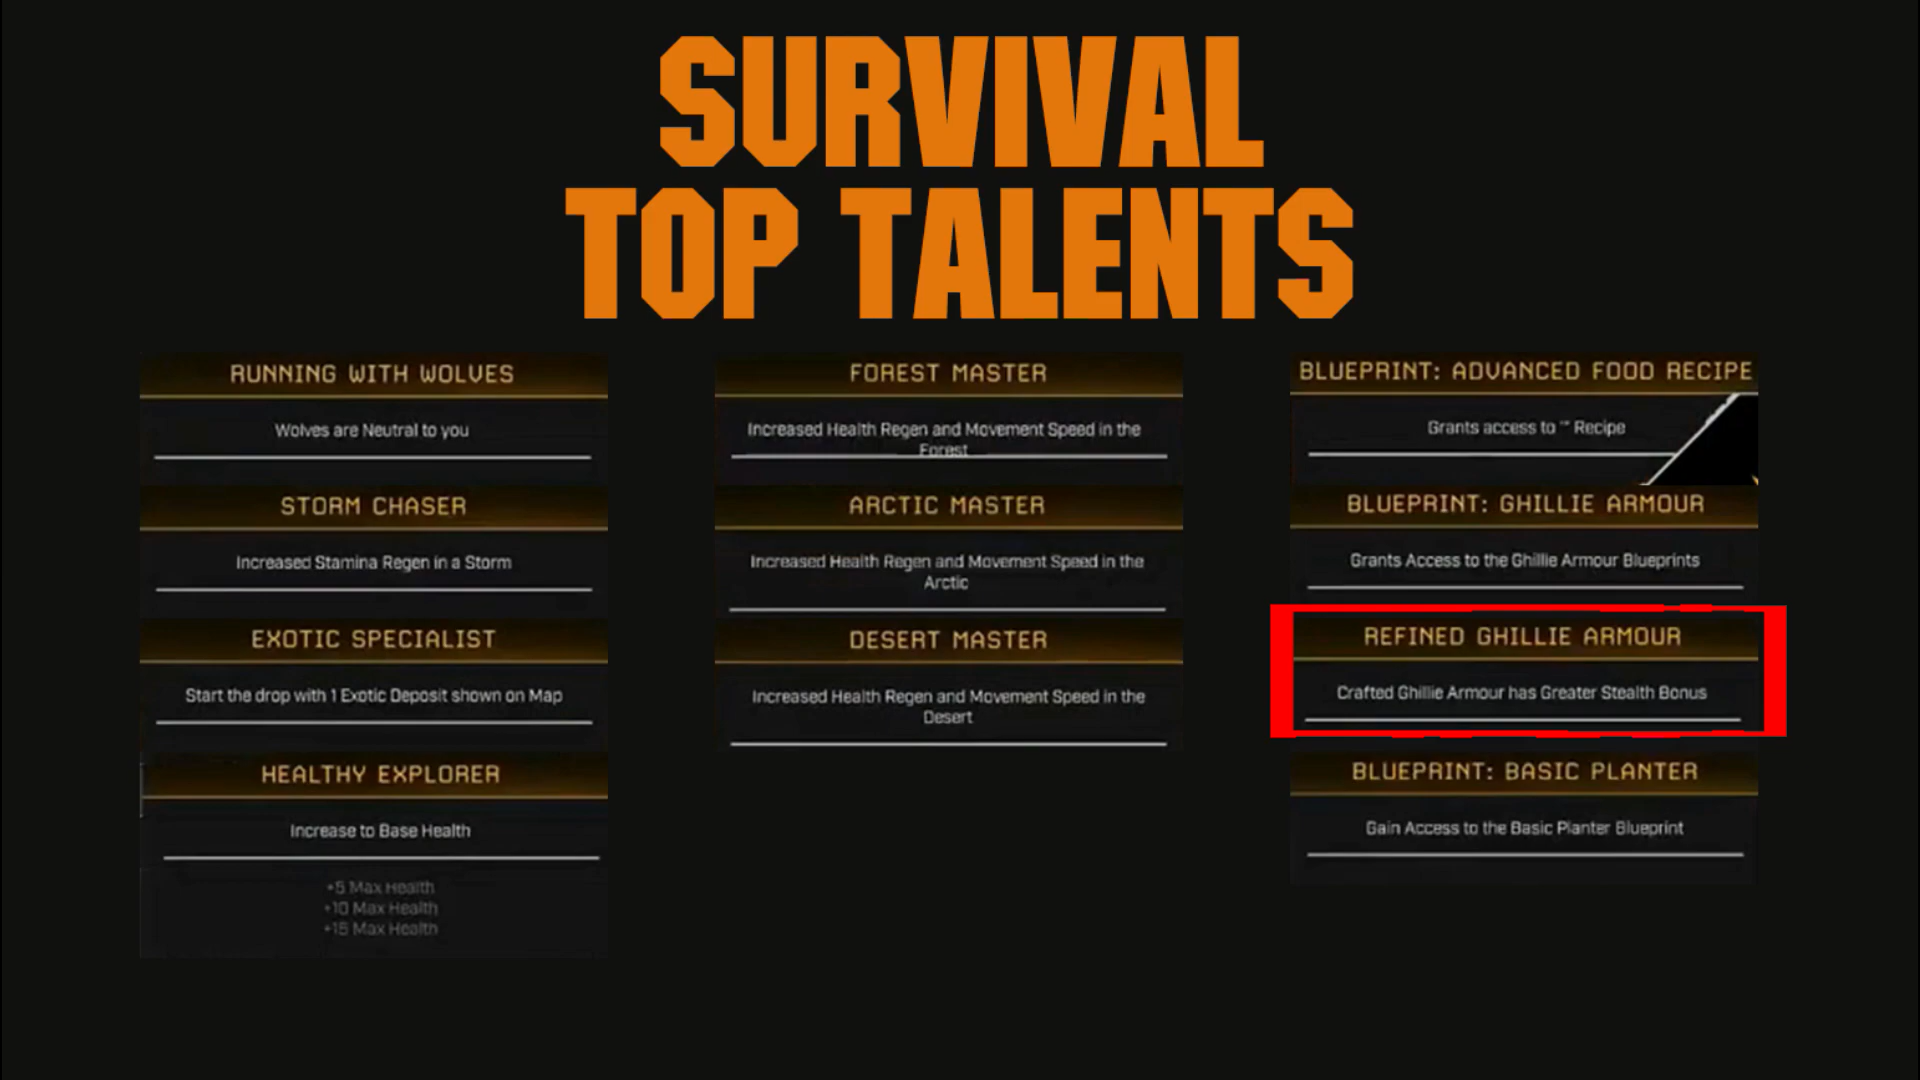 SURVIVAL
TOP TALENTS
RUNNING WITH WOLVES
Wolves are Neutral to you
STORM CHASER
Increased Stamina Regen in a Storm
EXOTIC SPECIALIST
Start the drop with 1 Exotic Deposit shown on Map
HEALTHY EXPLORER
Increase to Base Health
+5 Max Health
+10 Max Health
+15 Max Health
FOREST MASTER
Increased Health Regen and Movement Speed in the
Forest
ARCTIC MASTER
Increased Health Regen and Movement Speed in the
Arctic
DESERT MASTER
Increased Health Regen and Movement Speed in the
Desert
BLUEPRINT: ADVANCED FOOD RECIPE
Grants access to "" Recipe
BLUEPRINT: GHILLIE ARMOUR
Grants Access to the Ghillie Armour Blueprints
REFINED GHILLIE ARMOUR
Crafted Ghillie Armour has Greater Stealth Bonus
BLUEPRINT: BASIC PLANTER
Gain Access to the Basic Planter Blueprint